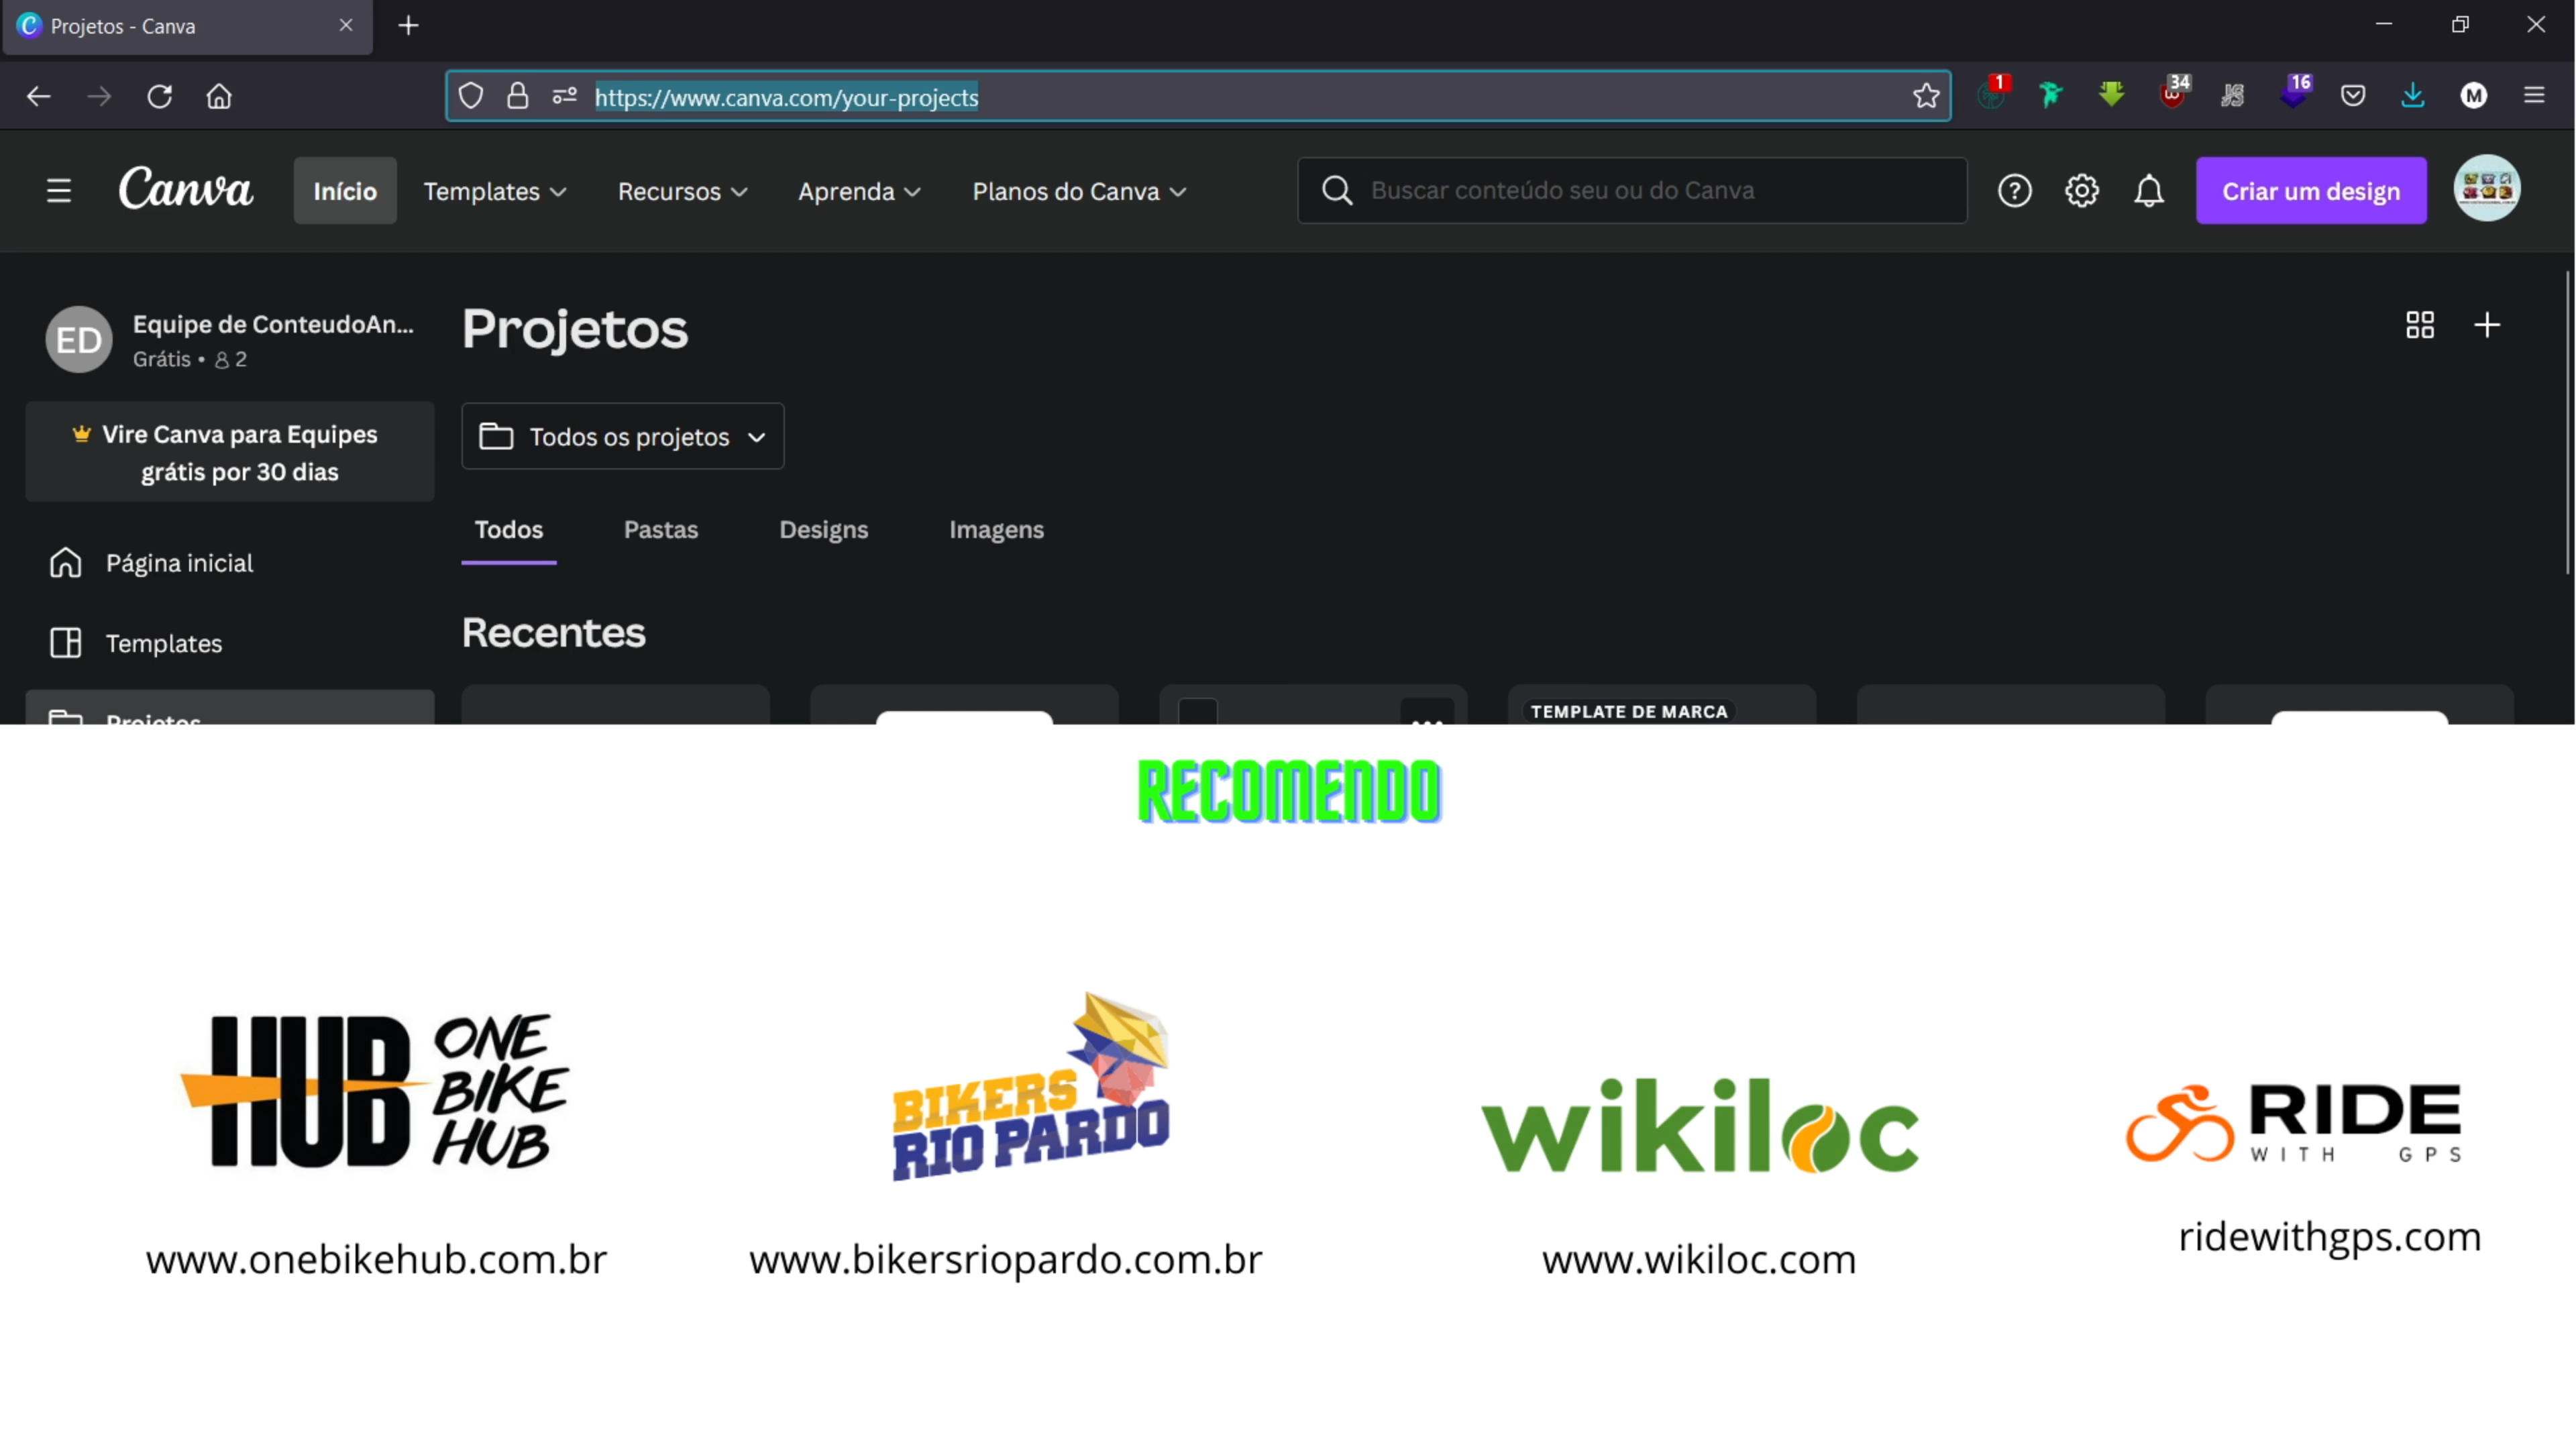 Projetos - Canva
https://www.canva.com/your-projects
1
34
16
M
Canva
Início
Templates
Recursos
Aprenda
Planos do Canva
Buscar conteúdo seu ou do Canva
Criar um design
ED
Equipe de ConteudoAn...
Grátis • 2
Vire Canva para Equipes
grátis por 30 dias
Página inicial
Templates
Projetos
Projetos
Todos os projetos
Todos
Pastas
Designs
Imagens
Recentes
TEMPLATE DE MARCA
RECOMENDO
HUB
ONE
BIKE
HUB
www.onebikehub.com.br
BIKERS
RIO PARDO
www.bikersriopardo.com.br
wikiloc
www.wikiloc.com
RIDE
WITH GPS
ridewithgps.com